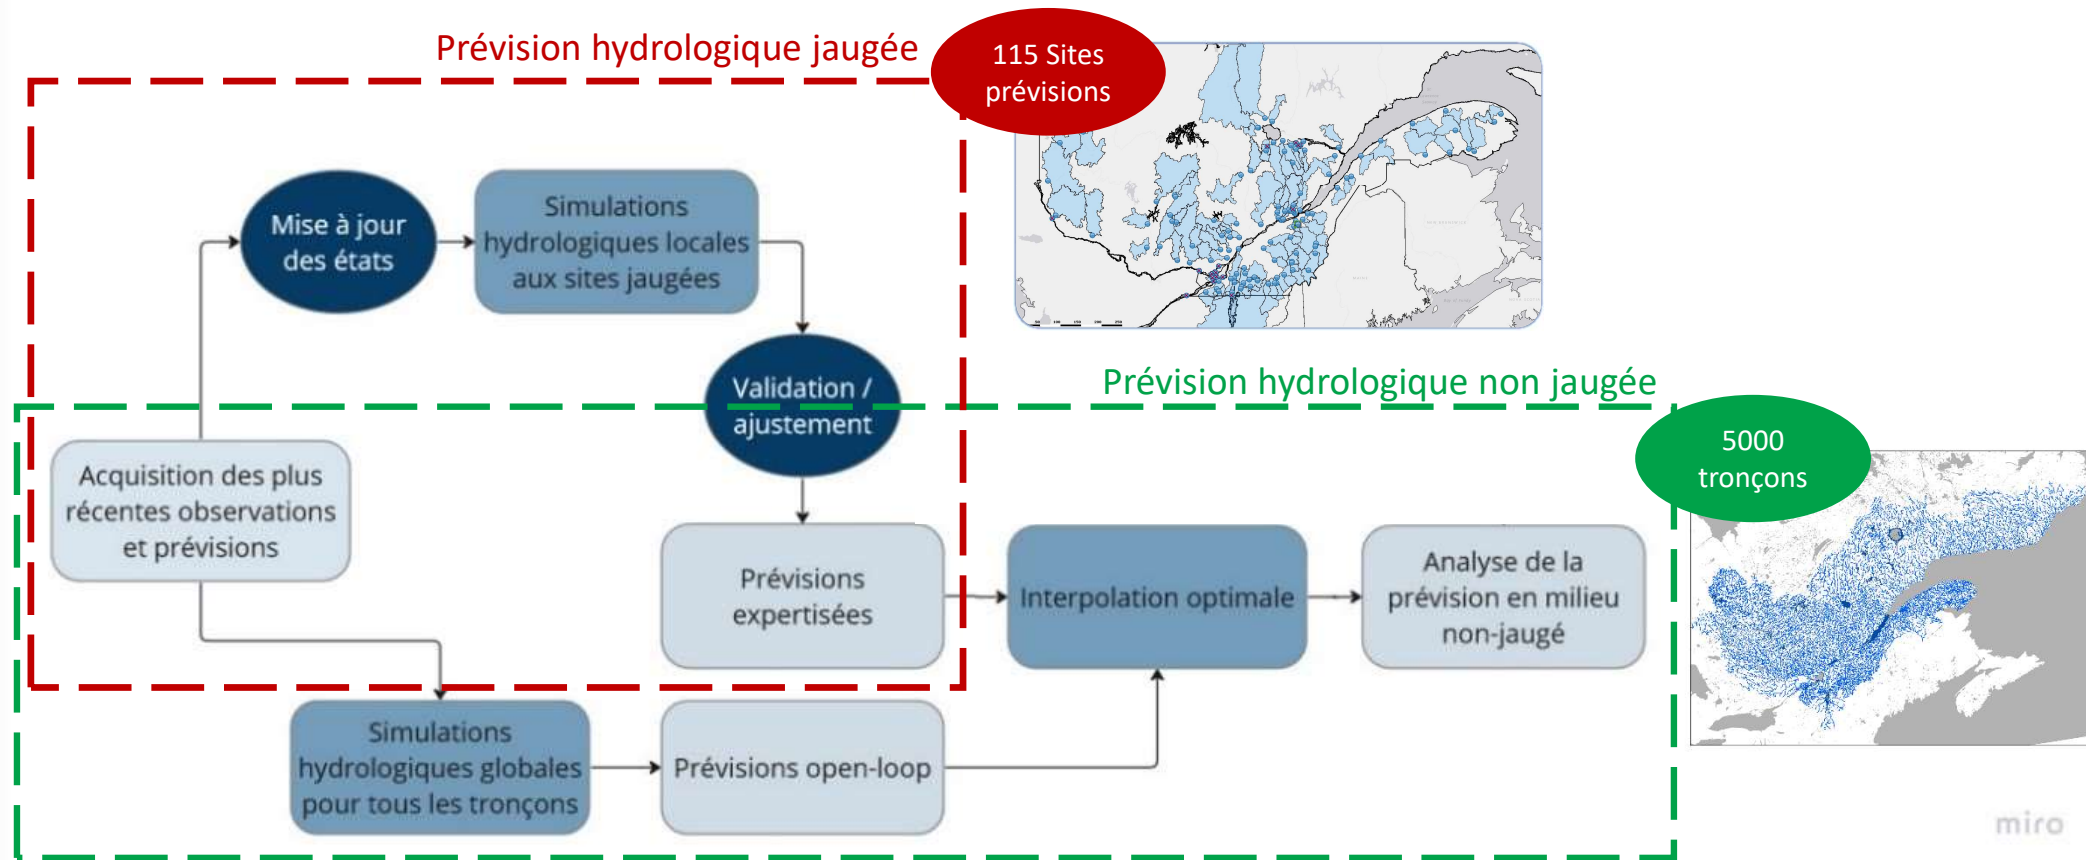 Prévision hydrologique jaugée
115 Sites
prévisions
Mise à jour
des états
Simulations
hydrologiques locales
aux sites jaugées
Validation /
ajustement
Prévision hydrologique non jaugée
5000
tronçons
Acquisition des plus
récentes observations
et prévisions
Prévisions
expertisées
Interpolation optimale
Analyse de la
prévision en milieu
non-jaugé
Simulations
hydrologiques globales
pour tous les tronçons
Prévisions open-loop
miro